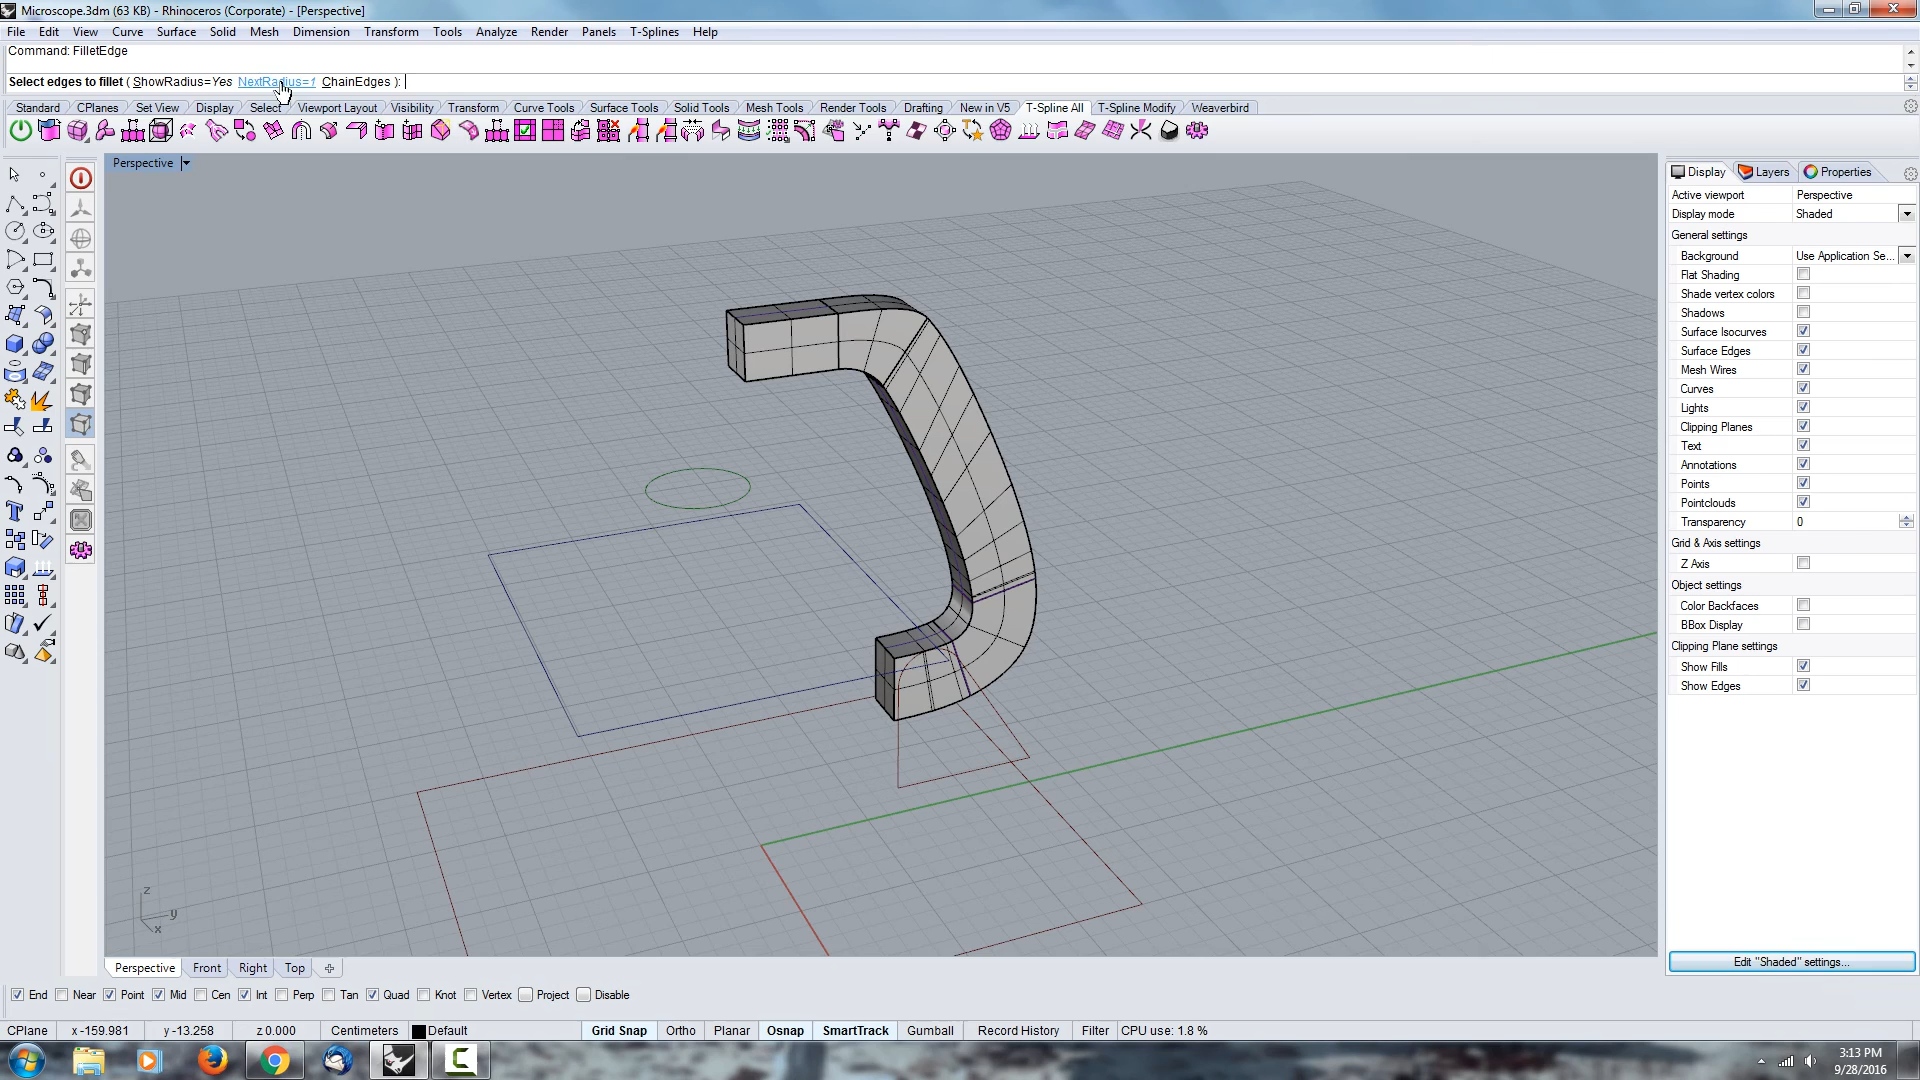 Microscope.3dm (63 KB) - Rhinoceros (Corporate) - [Perspective]
File Edit View Curve Surface Solid Mesh Dimension Transform Tools Analyze Render Panels T-Splines Help
Command: FilletEdge
Select edges to fillet ( ShowRadius=Yes NextRadius=1 ChainEdges ):
Standard CPlanes Set View Display Select Viewport Layout Visibility Transform Curve Tools Surface Tools Solid Tools Mesh Tools Render Tools Drafting New in V5 T-Spline All T-Spline Modify Weaverbird
Perspective
Display Layers Properties
Active viewport Perspective
Display mode Shaded
General settings
Background Use Application Se...
Flat Shading
Shade vertex colors
Shadows
Surface Isocurves
Surface Edges
Mesh Wires
Curves
Lights
Clipping Planes
Text
Annotations
Points
Pointclouds
Transparency 0
Grid & Axis settings
Z Axis
Object settings
Color Backfaces
BBox Display
Clipping Plane settings
Show Fills
Show Edges
Edit "Shaded" settings...
z
y
x
Perspective Front Right Top
End Near Point Mid Cen Int Perp Tan Quad Knot Vertex Project Disable
CPlane x -159.981 y -13.258 z 0.000 Centimeters Default Grid Snap Ortho Planar Osnap SmartTrack Gumball Record History Filter CPU use: 1.8 %
3:13 PM
9/28/2016